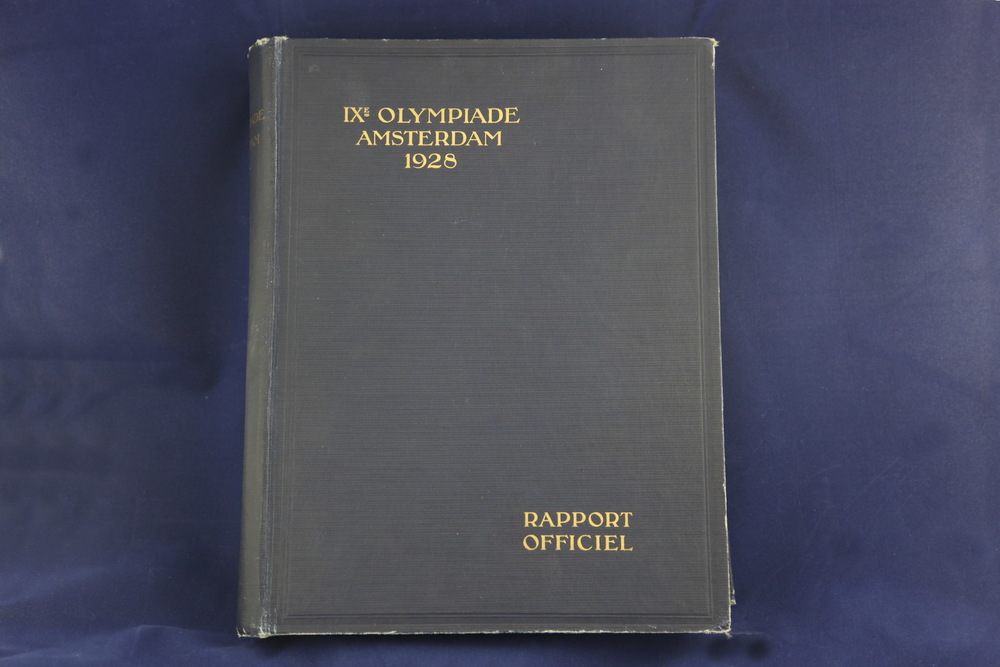 IXᴱ OLYMPIADE
AMSTERDAM
1928
RAPPORT
OFFICIEL